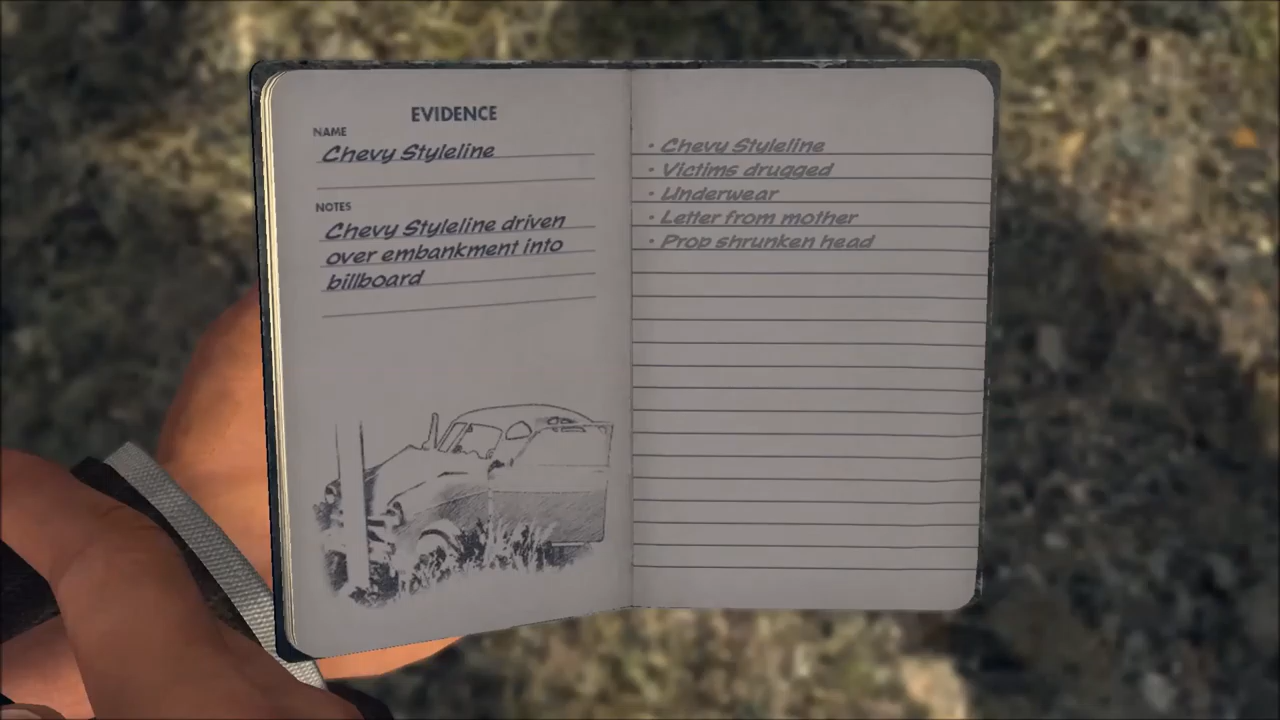 EVIDENCE
NAME
Chevy Styleline
NOTES
Chevy Styleline driven
over embankment into
billboard
• Chevy Styleline
• Victims drugged
• Underwear
• Letter from mother
• Prop shrunken head